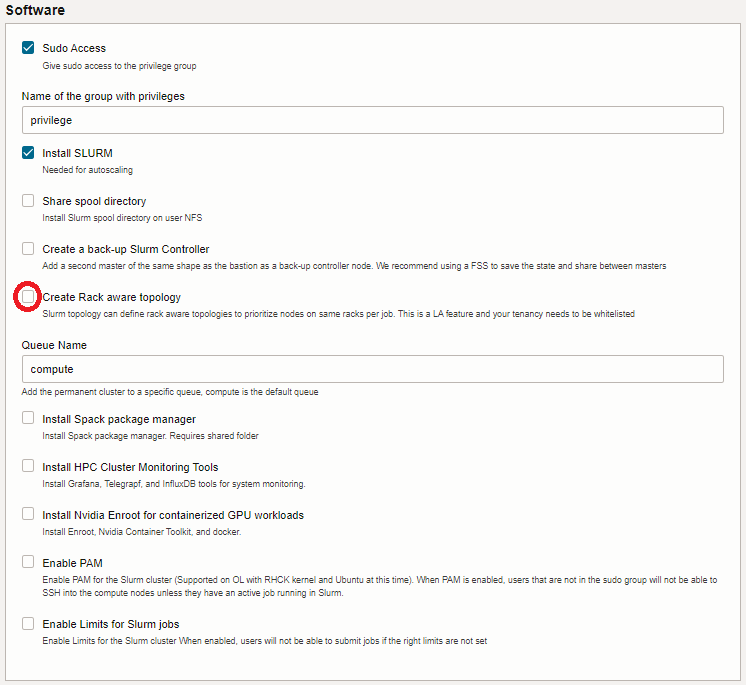 Software
Sudo Access
Give sudo access to the privilege group
Name of the group with privileges
privilege
Install SLURM
Needed for autoscaling
Share spool directory
Install Slurm spool directory on user NFS
Create a back-up Slurm Controller
Add a second master of the same shape as the bastion as a back-up controller node. We recommend using a FSS to save the state and share between masters
Create Rack aware topology
Slurm topology can define rack aware topologies to prioritize nodes on same racks per job. This is a LA feature and your tenancy needs to be whitelisted
Queue Name
compute
Add the permanent cluster to a specific queue, compute is the default queue
Install Spack package manager
Install Spack package manager. Requires shared folder
Install HPC Cluster Monitoring Tools
Install Grafana, Telegrapf, and InfluxDB tools for system monitoring.
Install Nvidia Enroot for containerized GPU workloads
Install Enroot, Nvidia Container Toolkit, and docker.
Enable PAM
Enable PAM for the Slurm cluster (Supported on OL with RHCK kernel and Ubuntu at this time). When PAM is enabled, users that are not in the sudo group will not be able to
SSH into the compute nodes unless they have an active job running in Slurm.
Enable Limits for Slurm jobs
Enable Limits for the Slurm cluster When enabled, users will not be able to submit jobs if the right limits are not set